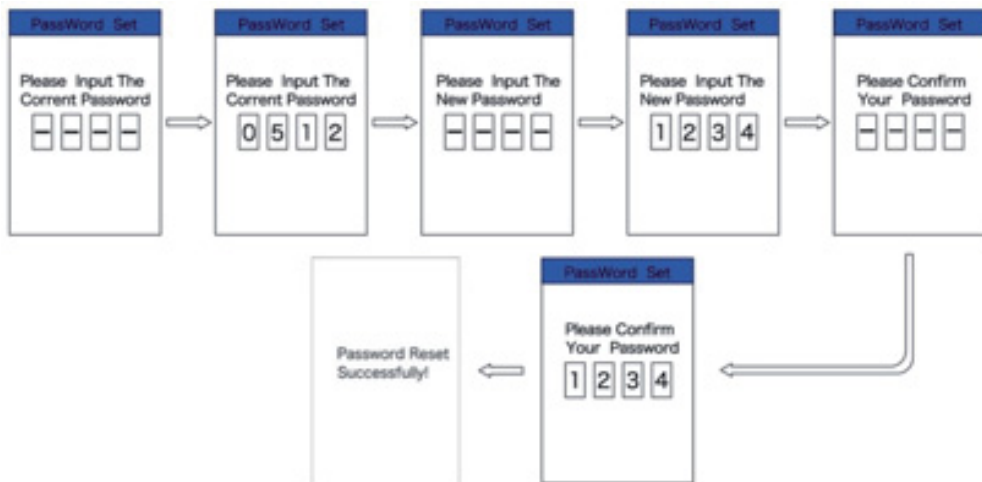 PassWord Set
Please Input The
Corrent Password
– – – –
PassWord Set
Please Input The
Corrent Password
0 5 1 2
PassWord Set
Please Input The
New Password
– – – –
PassWord Set
Please Input The
New Password
1 2 3 4
PassWord Set
Please Confirm
Your Password
– – – –
PassWord Set
Please Confirm
Your Password
1 2 3 4
Password Reset
Successfully!